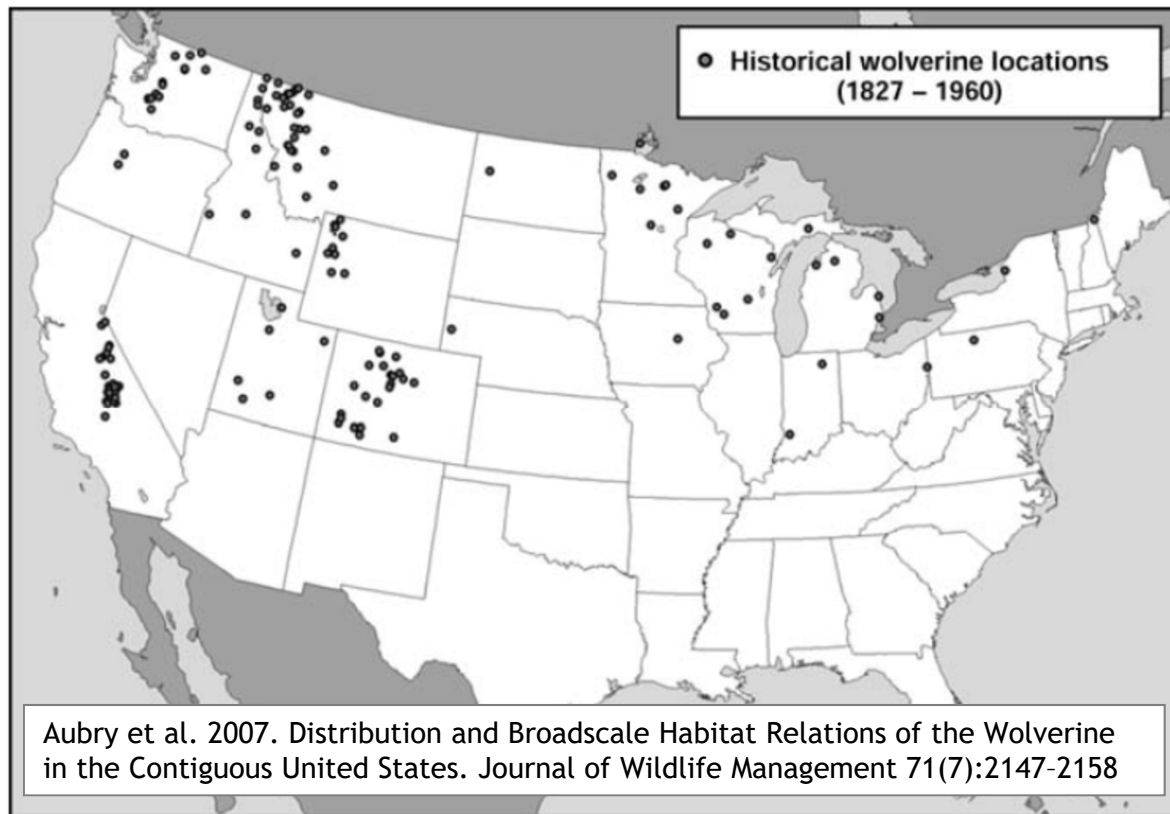 Historical wolverine locations
(1827 – 1960)
Aubry et al. 2007. Distribution and Broadscale Habitat Relations of the Wolverine
in the Contiguous United States. Journal of Wildlife Management 71(7):2147-2158